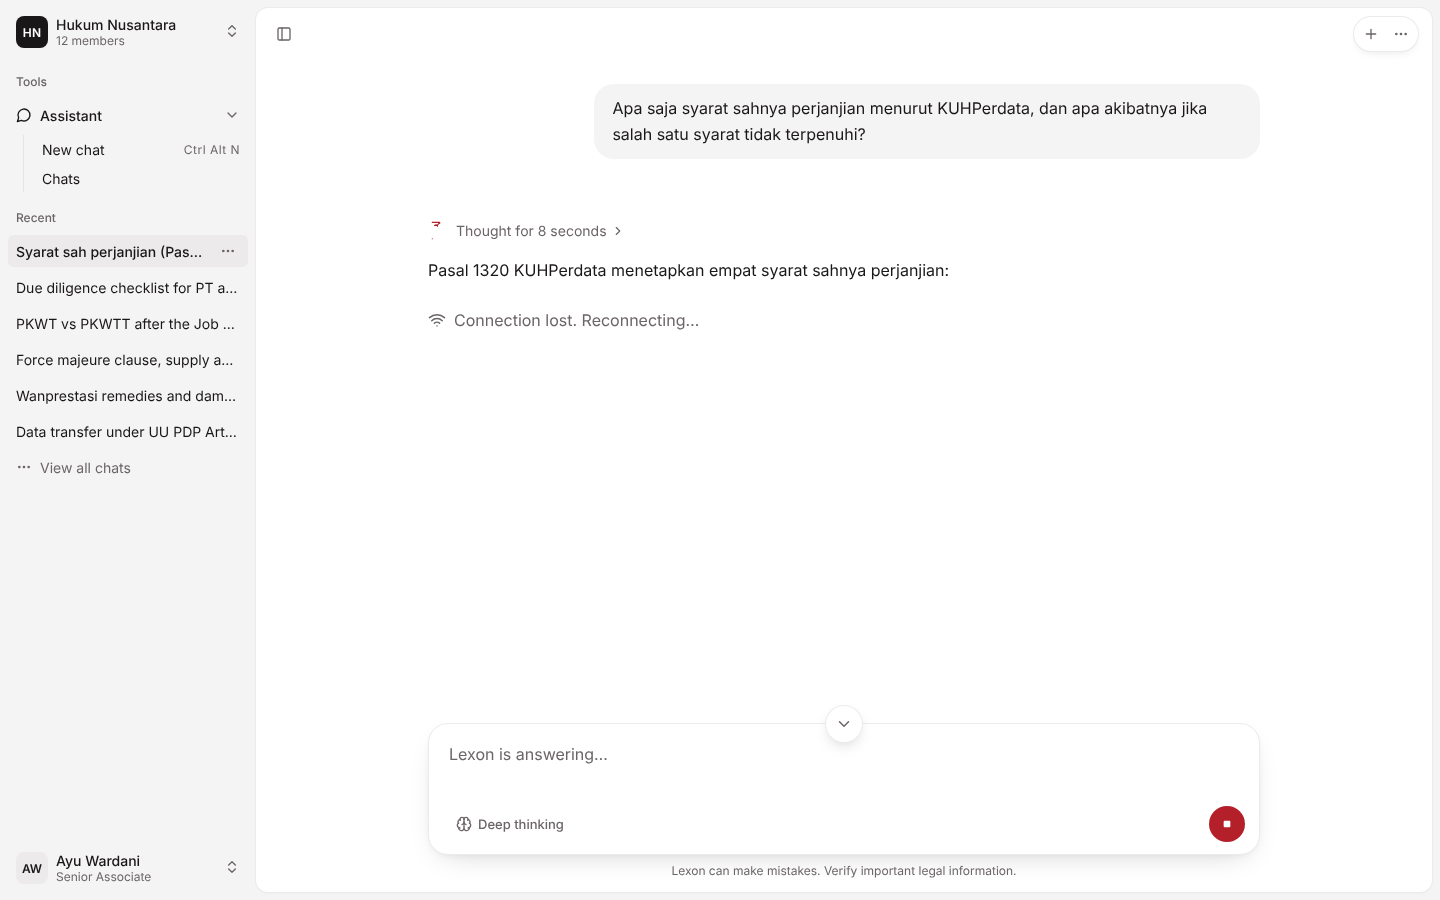 HN
Hukum Nusantara
12 members
Tools
Assistant
New chat
Ctrl Alt N
Chats
Recent
Syarat sah perjanjian (Pas...
Due diligence checklist for PT a...
PKWT vs PKWTT after the Job ...
Force majeure clause, supply a...
Wanprestasi remedies and dam...
Data transfer under UU PDP Art...
View all chats
AW
Ayu Wardani
Senior Associate
Apa saja syarat sahnya perjanjian menurut KUHPerdata, dan apa akibatnya jika
salah satu syarat tidak terpenuhi?
Thought for 8 seconds
Pasal 1320 KUHPerdata menetapkan empat syarat sahnya perjanjian:
Connection lost. Reconnecting...
Lexon is answering...
Deep thinking
Lexon can make mistakes. Verify important legal information.